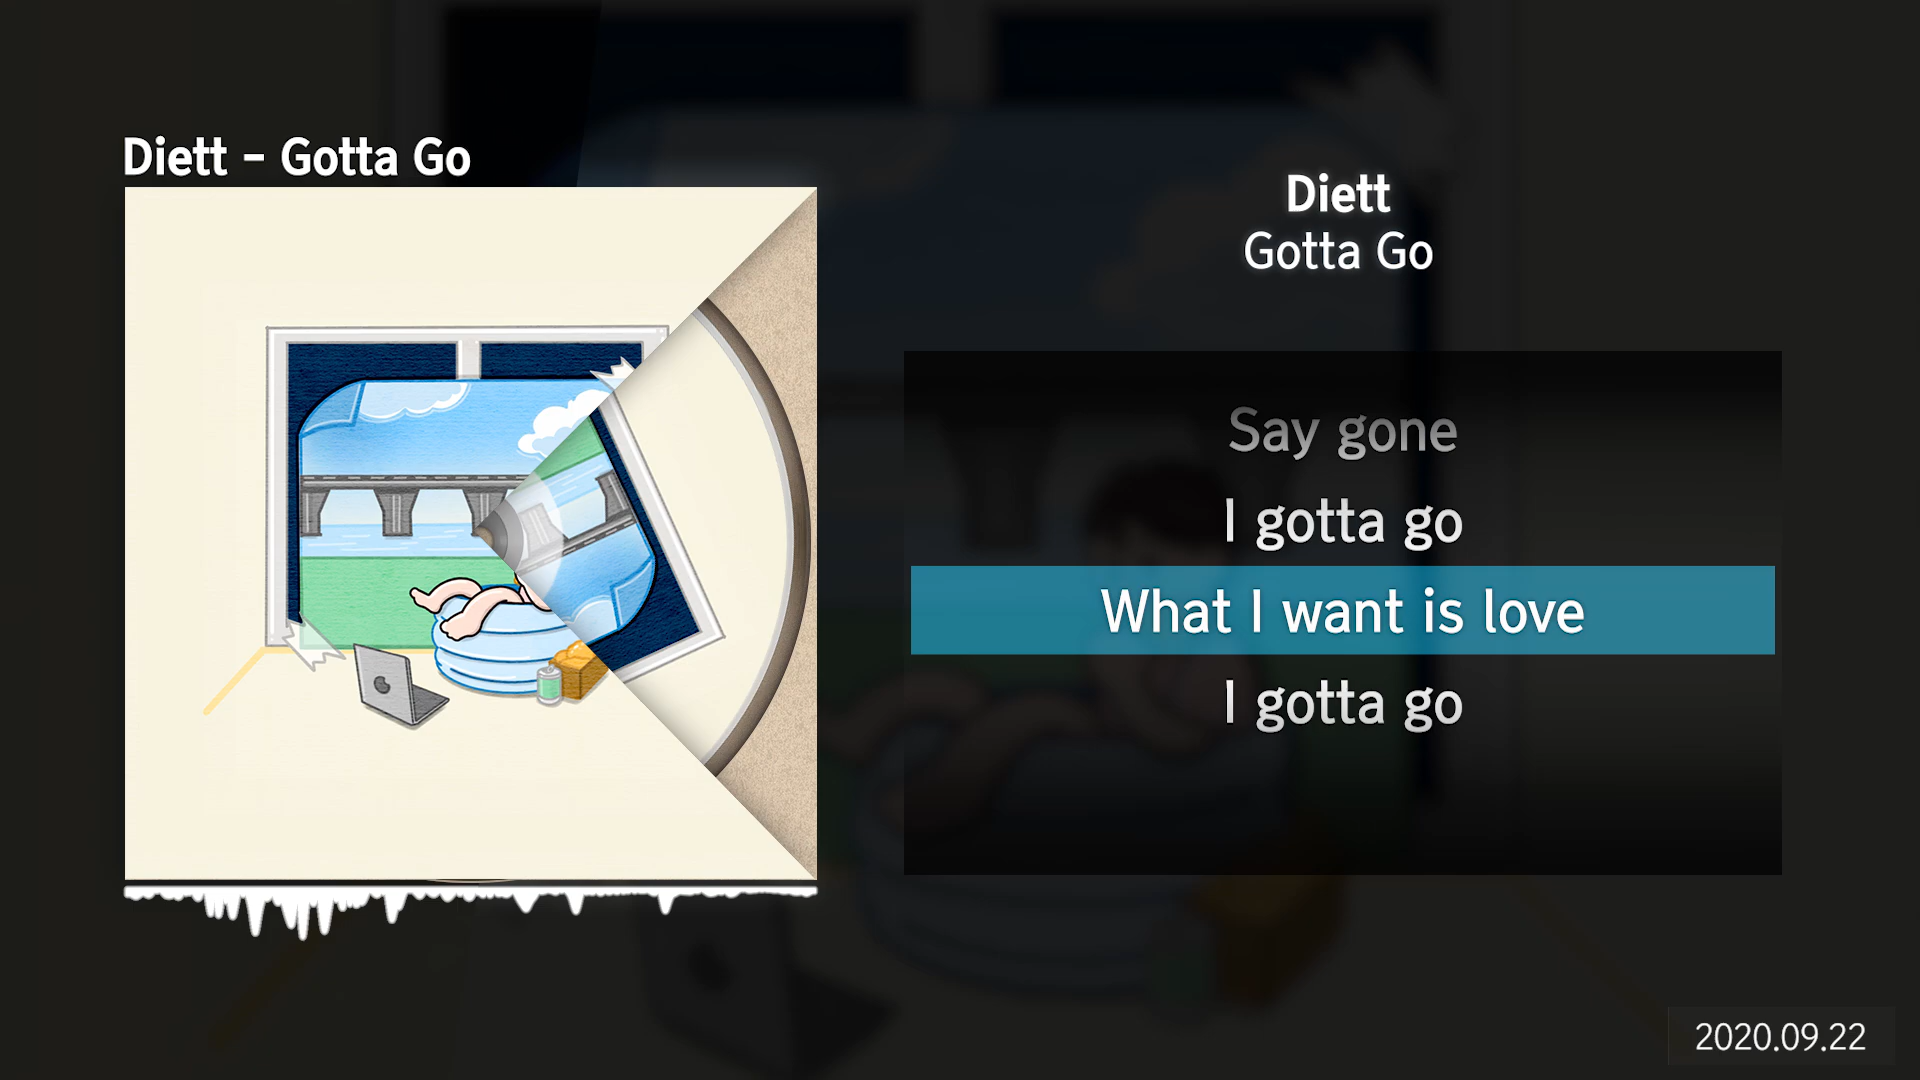 Diett – Gotta Go
Diett
Gotta Go
Say gone
I gotta go
What I want is love
I gotta go
2020.09.22